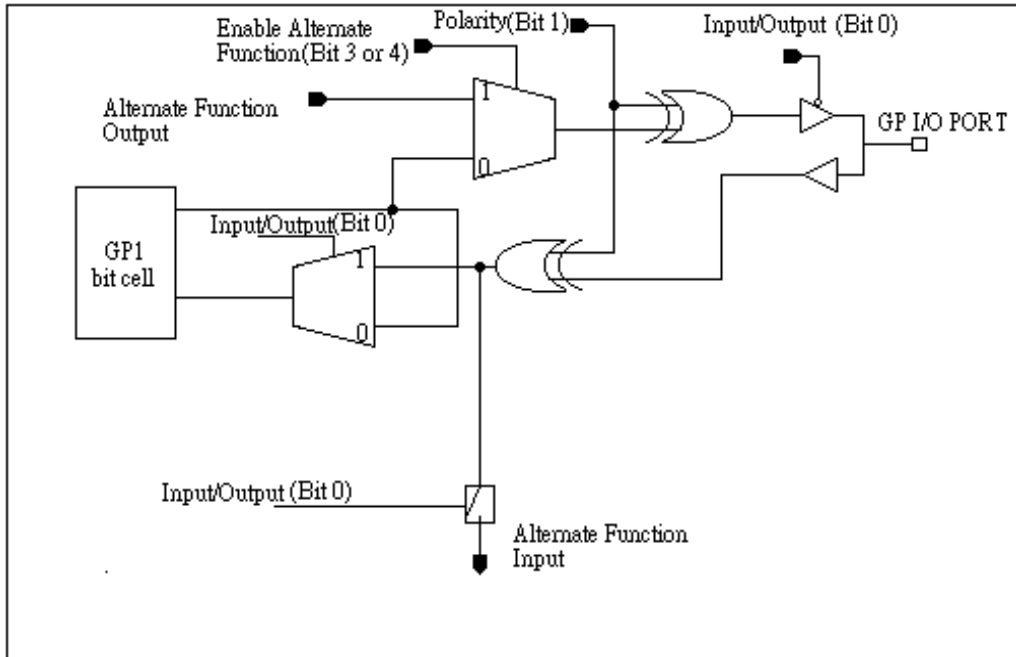 Polarity(Bit 1)
Input/Output (Bit 0)
Enable Alternate
Function(Bit 3 or 4)
1
Alternate Function
Output
GP I/O PORT
0
Input/Output(Bit 0)
GP1
bit cell
1
0
Input/Output (Bit 0)
Alternate Function
Input